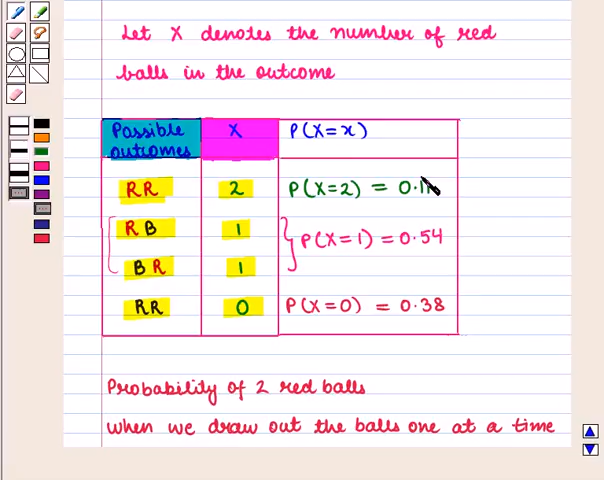 Let X denotes the number of red
balls in the outcome
Possible outcomes X P(X=x)
RR 2 P(X=2) = 
RB 1 P(X=1) = 0.54
BR 1
RR 0 P(X=0) = 0.38
Probability of 2 red balls
when we draw out the balls one at a time